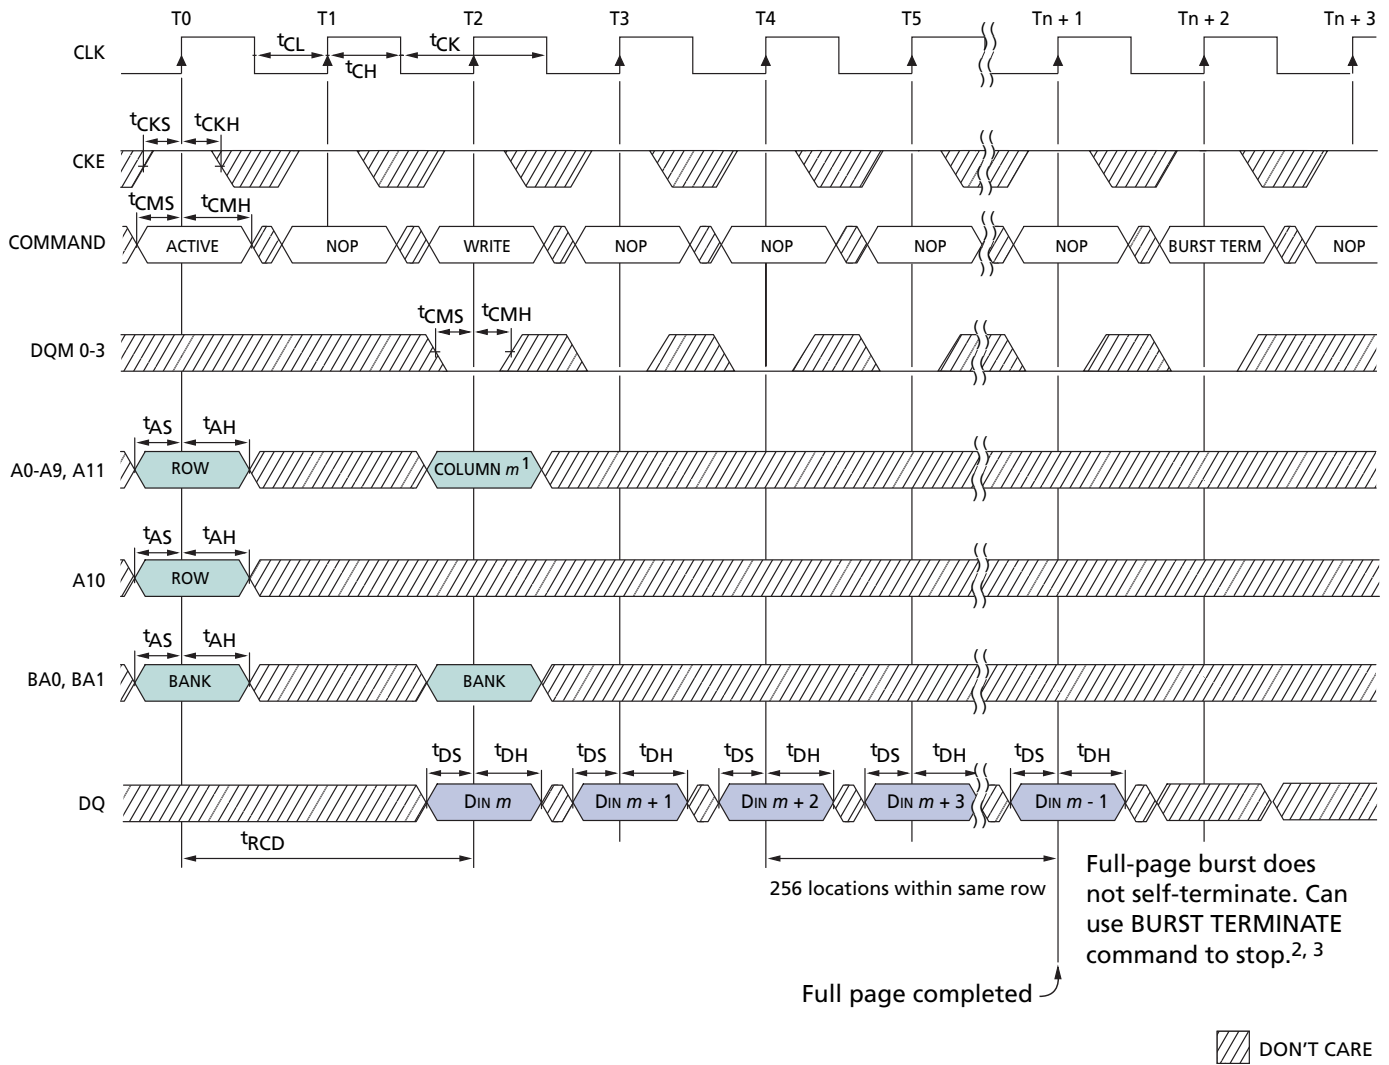 T0 T1 T2 T3 T4 T5 Tn + 1 Tn + 2 Tn + 3
CLK tCL tCH tCK
tCKS tCKH
CKE
tCMS tCMH
COMMAND ACTIVE NOP WRITE NOP NOP NOP NOP BURST TERM NOP
tCMS tCMH
DQM 0-3
tAS tAH
A0-A9, A11 ROW COLUMN m1
tAS tAH
A10 ROW
tAS tAH
BA0, BA1 BANK BANK
tDS tDH tDS tDH tDS tDH tDS tDH tDS tDH
DQ DIN m DIN m + 1 DIN m + 2 DIN m + 3 DIN m - 1
tRCD
256 locations within same row
Full-page burst does
not self-terminate. Can
use BURST TERMINATE
command to stop.2, 3
Full page completed
DON'T CARE